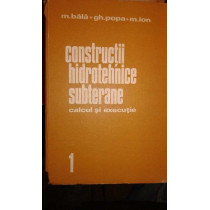 m.bălă • gh.popa • m.ion
construcții
hidrotehnice
subterane
calcul și execuție
1